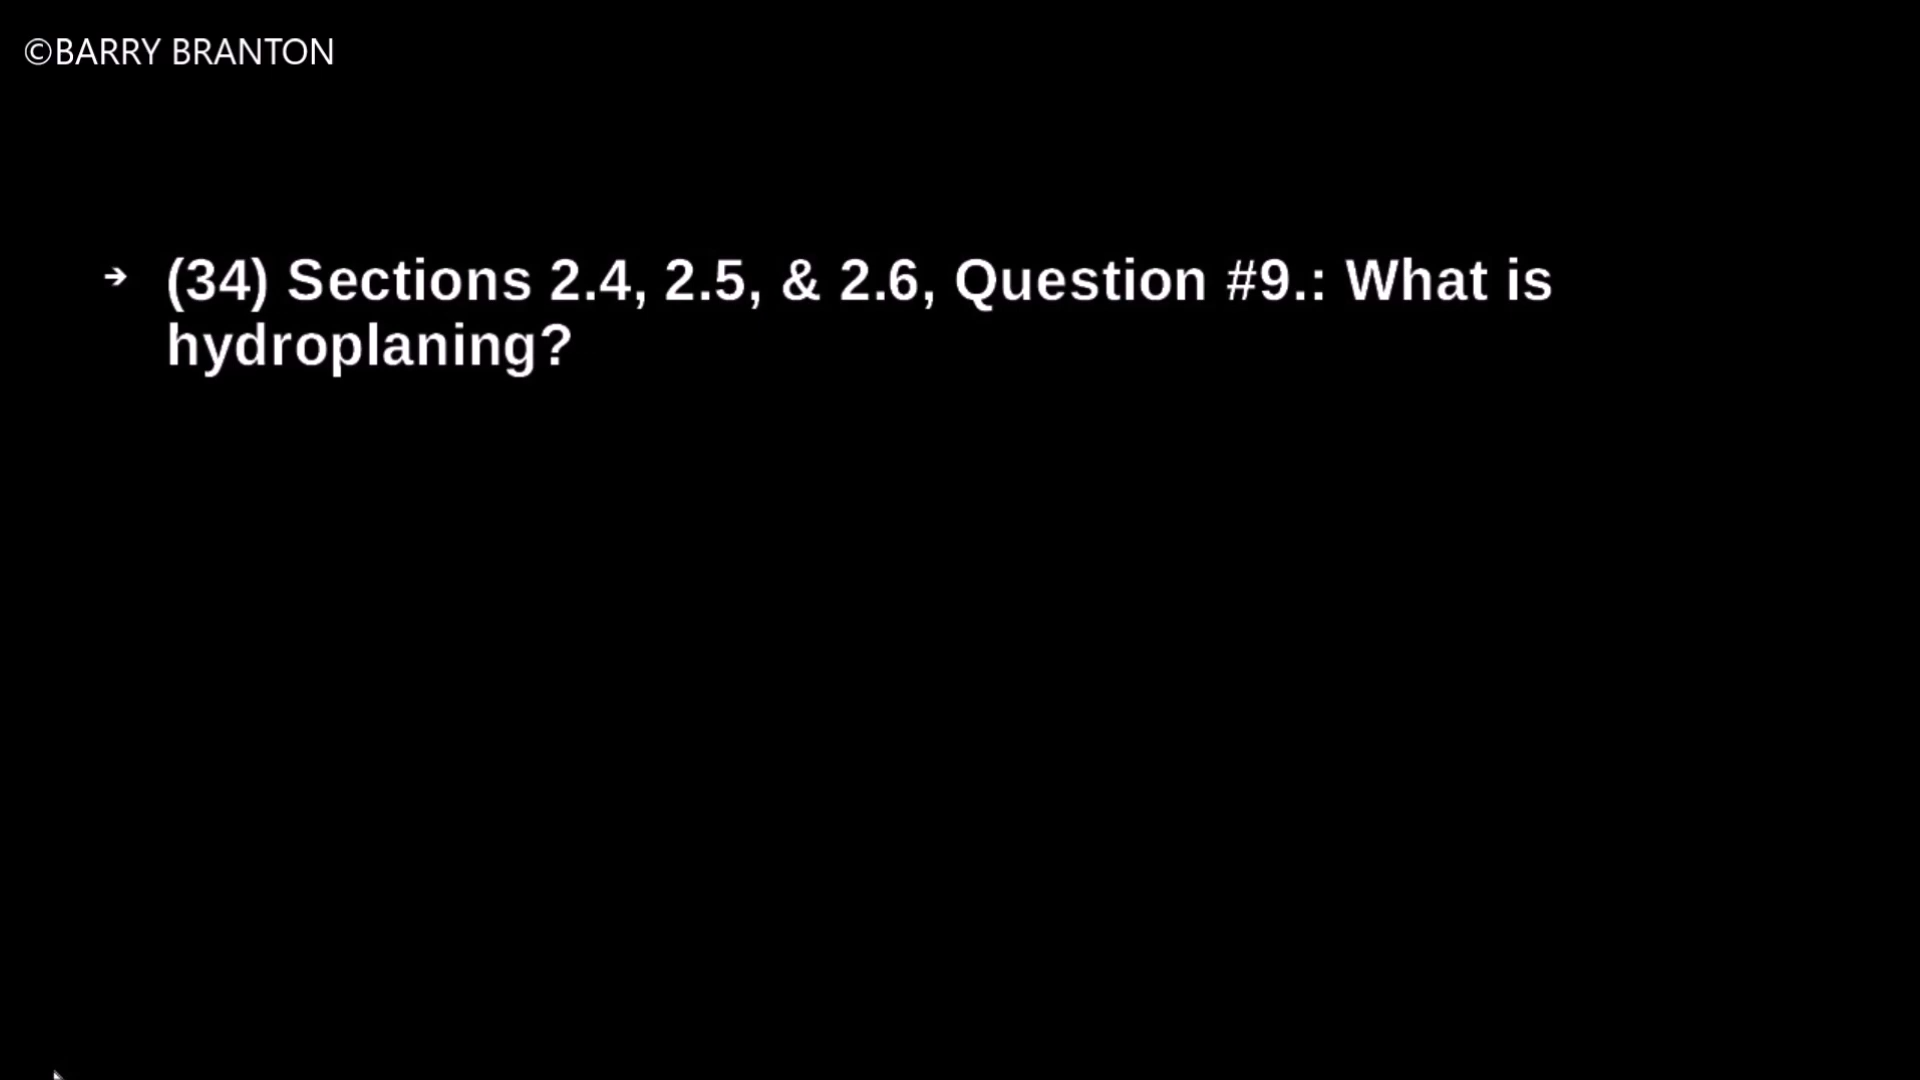 ©BARRY BRANTON
➔ (34) Sections 2.4, 2.5, & 2.6, Question #9.: What is
hydroplaning?